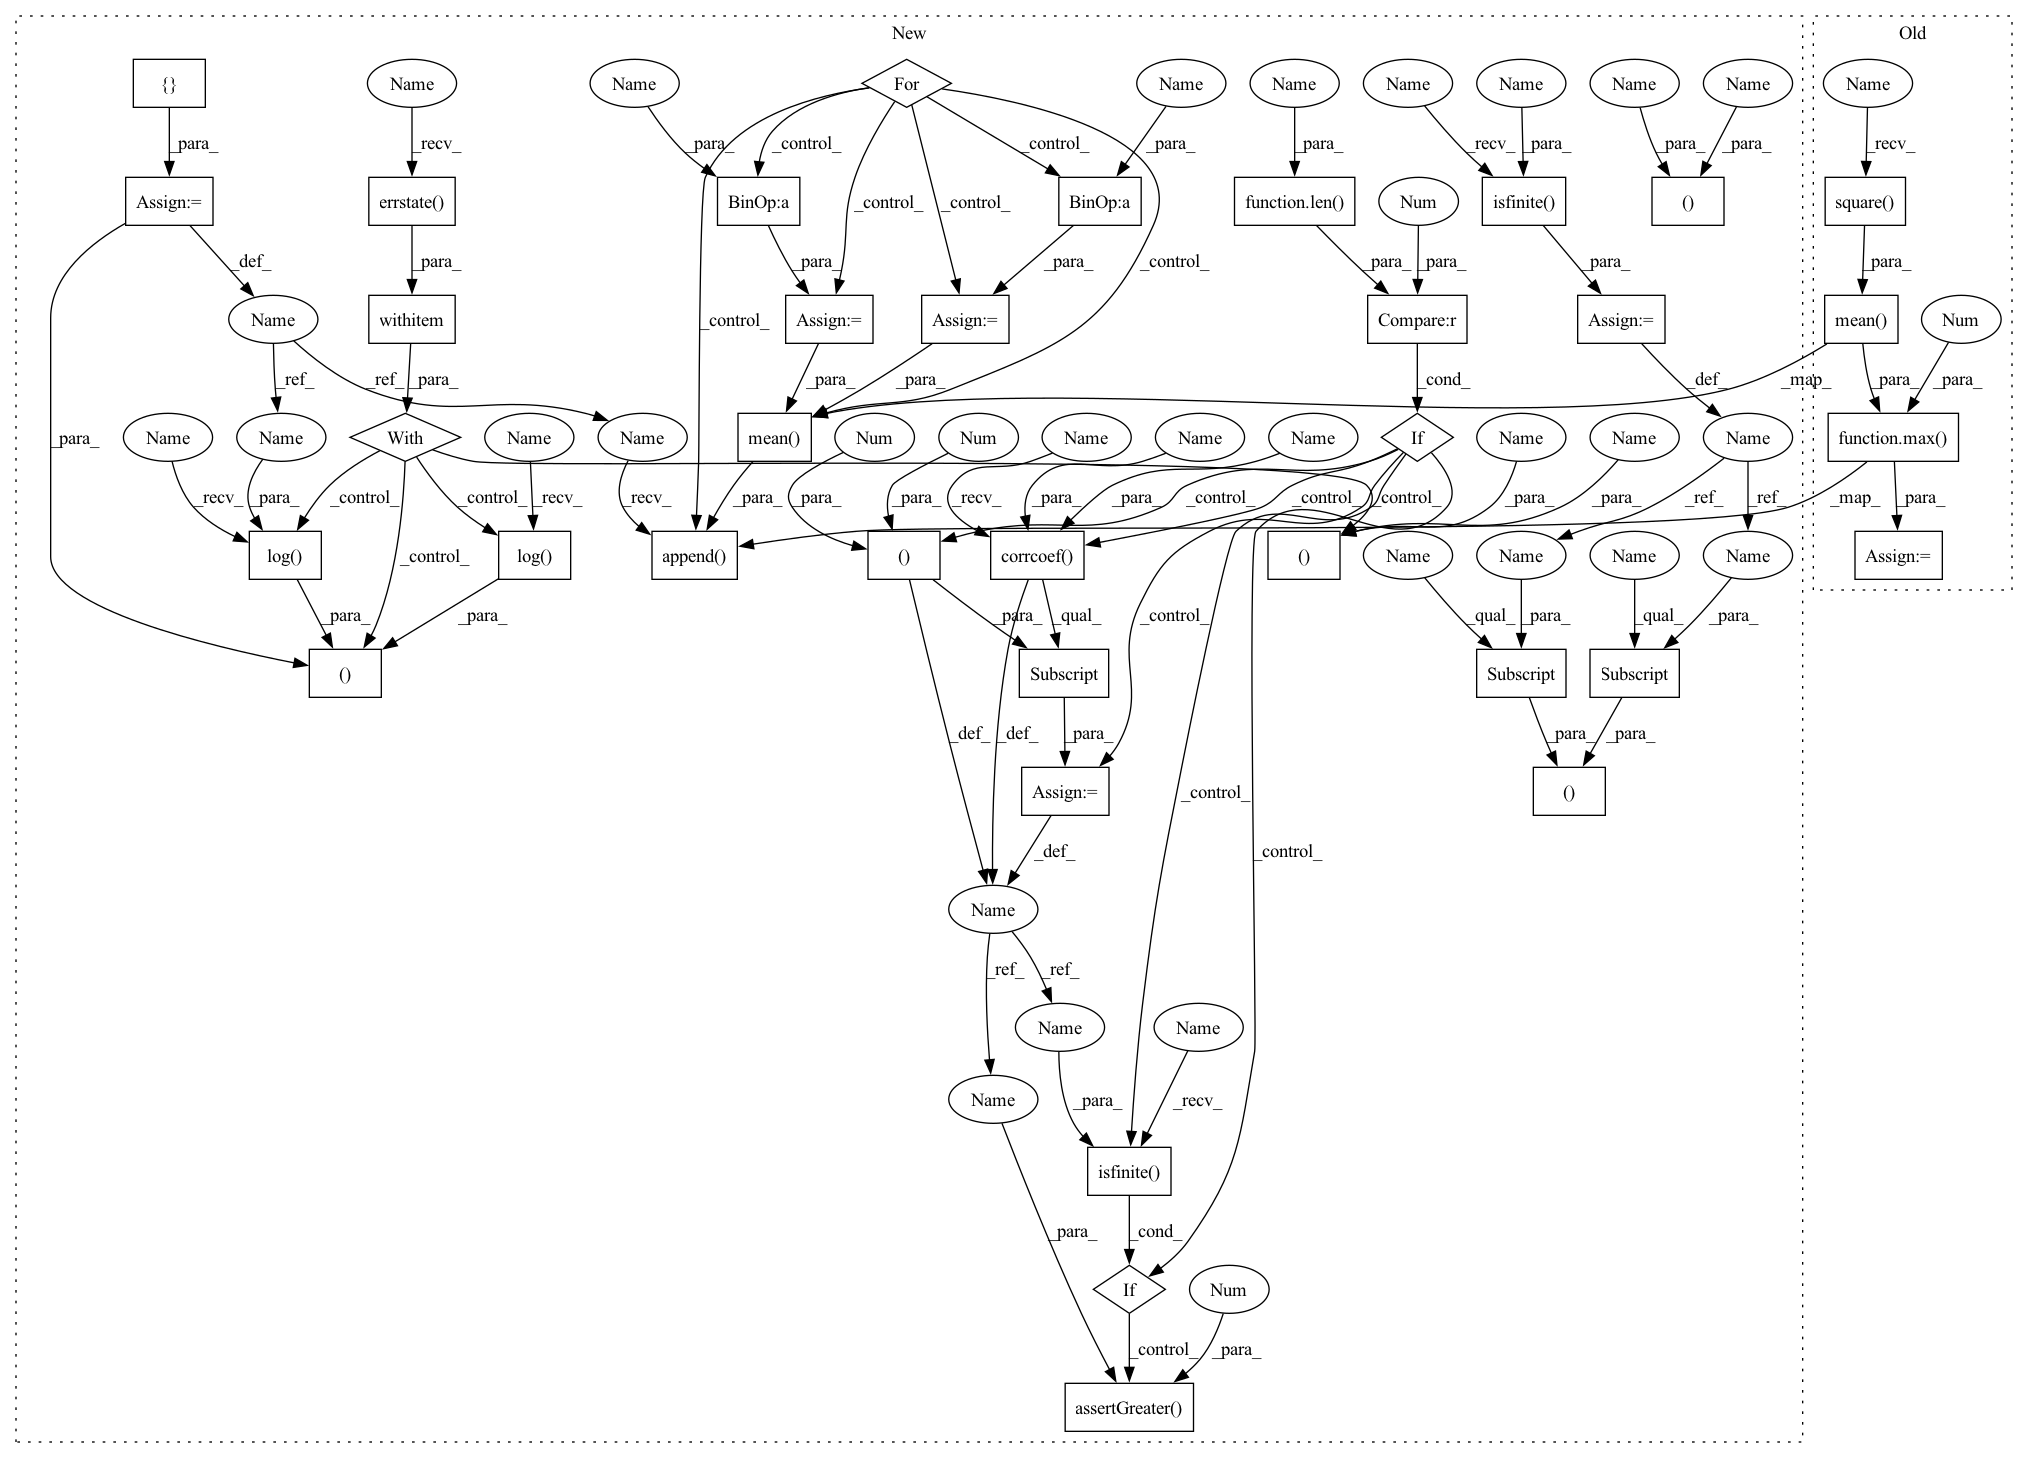 New
Old
{}
Name
Name
For
Name
Name
Name
Name
Name
Name
Name
_para_
_recv_
_para_
_control_
_control_
_para_
_para_
_recv_
_para_
_para_
_para_
_recv_
Assign:=
errstate()
BinOp:a
BinOp:a
function.len()
Num
isfinite()
()
square()
_control_
_control_
_def_
_para_
_para_
_control_
_para_
_para_
_para_
_para_
_para_
Name
withitem
Assign:=
Assign:=
Compare:r
Assign:=
mean()
Num
_control_
_ref_
_ref_
_para_
_para_
_para_
_cond_
_def_
_map_
_para_
_para_
_para_
Name
Name
With
Name
Name
mean()
Num
Num
Name
Name
Name
If
Name
Name
Name
function.max()
_recv_
_para_
_control_
_control_
_recv_
_recv_
_para_
_para_
_para_
_recv_
_para_
_para_
_control_
_control_
_control_
_para_
_para_
_ref_
_ref_
_map_
_para_
log()
log()
append()
()
corrcoef()
()
Name
Name
Name
Name
Assign:=
_control_
_para_
_para_
_para_
_qual_
_control_
_qual_
_para_
_qual_
_para_
_para_
()
Subscript
Subscript
Subscript
_def_
_def_
_para_
_para_
_para_
Assign:=
_control_
()
_def_
_control_
Name
_ref_
_ref_
Name
Name
Name
_para_
_recv_
isfinite()
_para_
_cond_
If
Num
_control_
_para_
assertGreater()